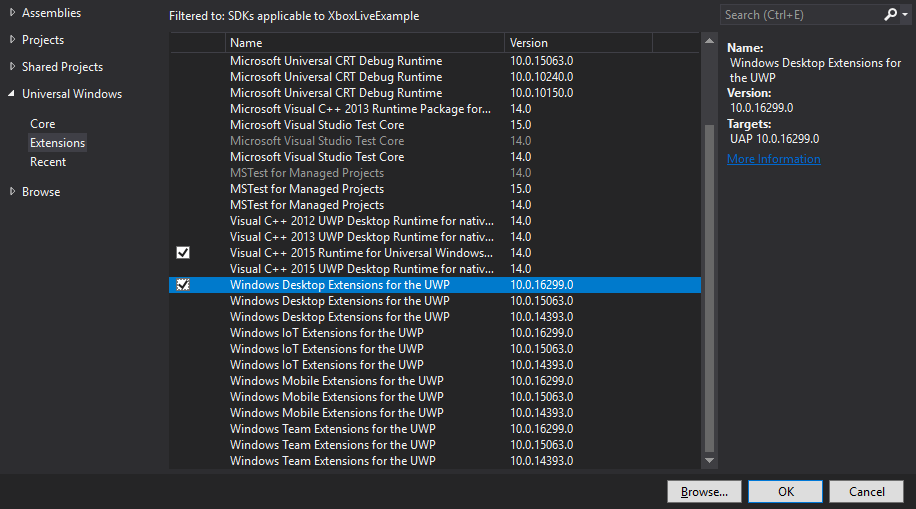 Assemblies
Projects
Shared Projects
Universal Windows
Core
Extensions
Recent
Browse
Filtered to: SDKs applicable to XboxLiveExample
Search (Ctrl+E)
Name Version
Microsoft Universal CRT Debug Runtime 10.0.15063.0
Microsoft Universal CRT Debug Runtime 10.0.10240.0
Microsoft Universal CRT Debug Runtime 10.0.10150.0
Microsoft Visual C++ 2013 Runtime Package for... 14.0
Microsoft Visual Studio Test Core 15.0
Microsoft Visual Studio Test Core 14.0
Microsoft Visual Studio Test Core 14.0
MSTest for Managed Projects 14.0
MSTest for Managed Projects 15.0
MSTest for Managed Projects 14.0
Visual C++ 2012 UWP Desktop Runtime for nativ... 14.0
Visual C++ 2013 UWP Desktop Runtime for nativ... 14.0
Visual C++ 2015 Runtime for Universal Windows... 14.0
Visual C++ 2015 UWP Desktop Runtime for nativ... 14.0
Windows Desktop Extensions for the UWP 10.0.16299.0
Windows Desktop Extensions for the UWP 10.0.15063.0
Windows Desktop Extensions for the UWP 10.0.14393.0
Windows IoT Extensions for the UWP 10.0.16299.0
Windows IoT Extensions for the UWP 10.0.15063.0
Windows IoT Extensions for the UWP 10.0.14393.0
Windows Mobile Extensions for the UWP 10.0.16299.0
Windows Mobile Extensions for the UWP 10.0.15063.0
Windows Mobile Extensions for the UWP 10.0.14393.0
Windows Team Extensions for the UWP 10.0.16299.0
Windows Team Extensions for the UWP 10.0.15063.0
Windows Team Extensions for the UWP 10.0.14393.0
Name:
Windows Desktop Extensions for
the UWP
Version:
10.0.16299.0
Targets:
UAP 10.0.16299.0
More Information
Browse... OK Cancel